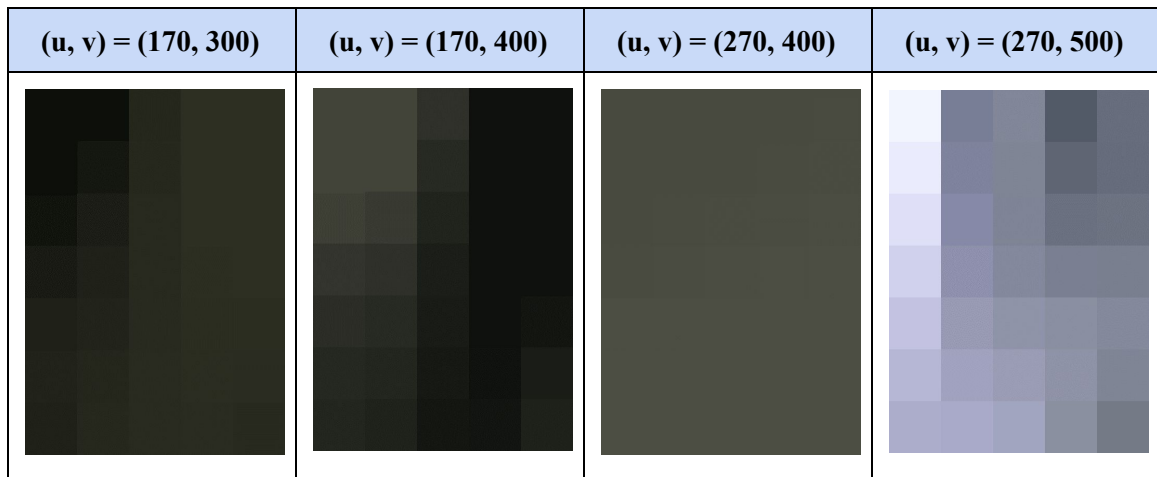 (u, v) = (170, 300) (u, v) = (170, 400) (u, v) = (270, 400) (u, v) = (270, 500)